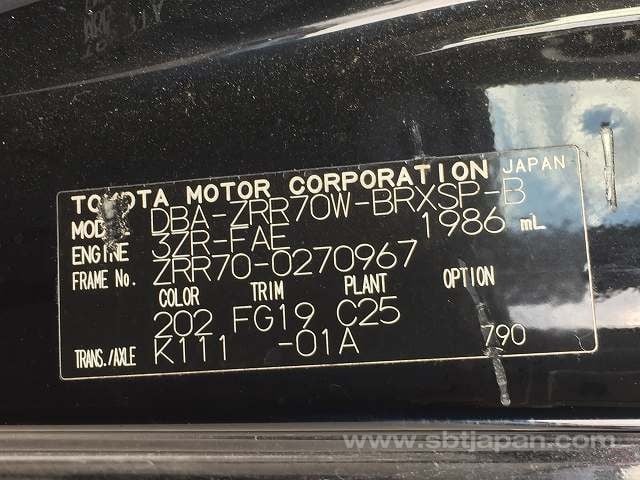 TOYOTA MOTOR CORPORATION JAPAN
MODEL DBA-ZRR70W-BRXSP-B
ENGINE 3ZR-FAE 1986 mL
FRAME No. ZRR70-0270967
COLOR TRIM PLANT OPTION
202 FG19 C25
TRANS./AXLE K111 -01A 790
www.sbtjapan.com